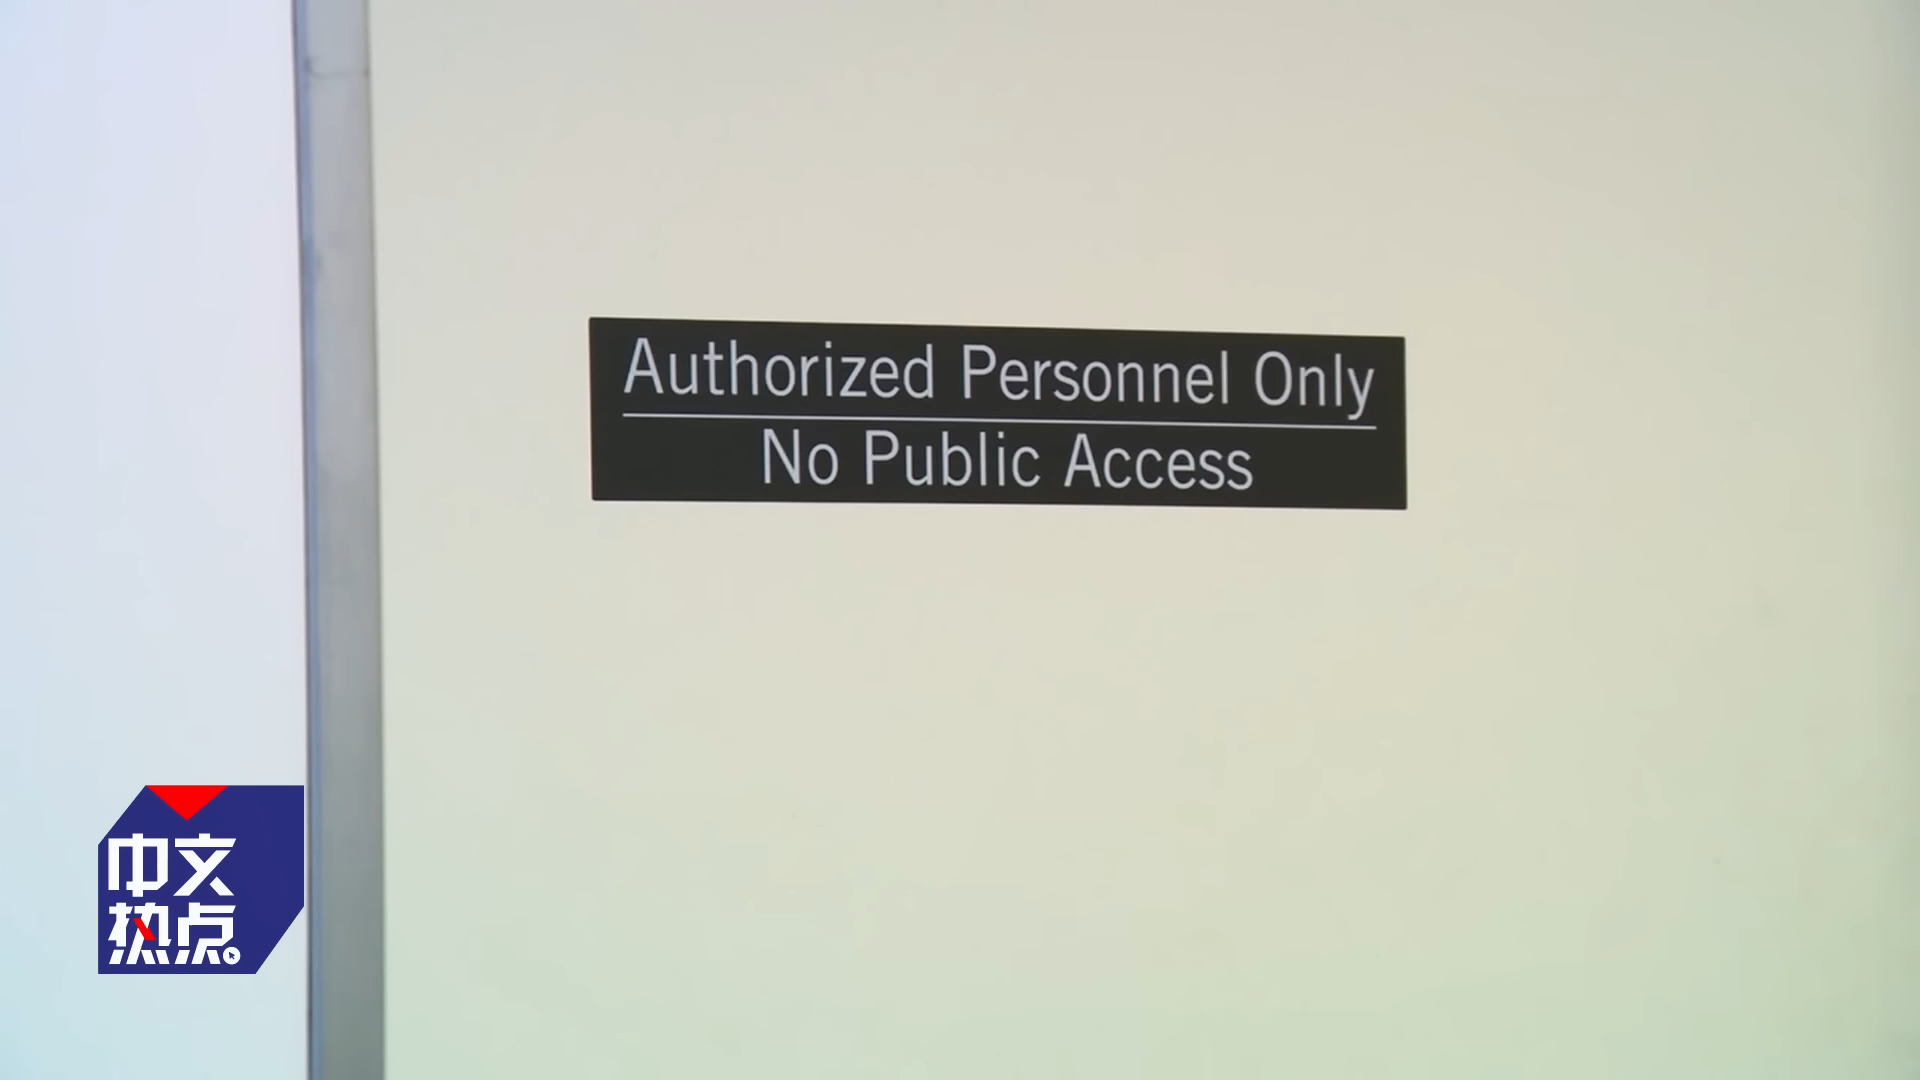 Authorized Personnel Only
No Public Access
中文
热点